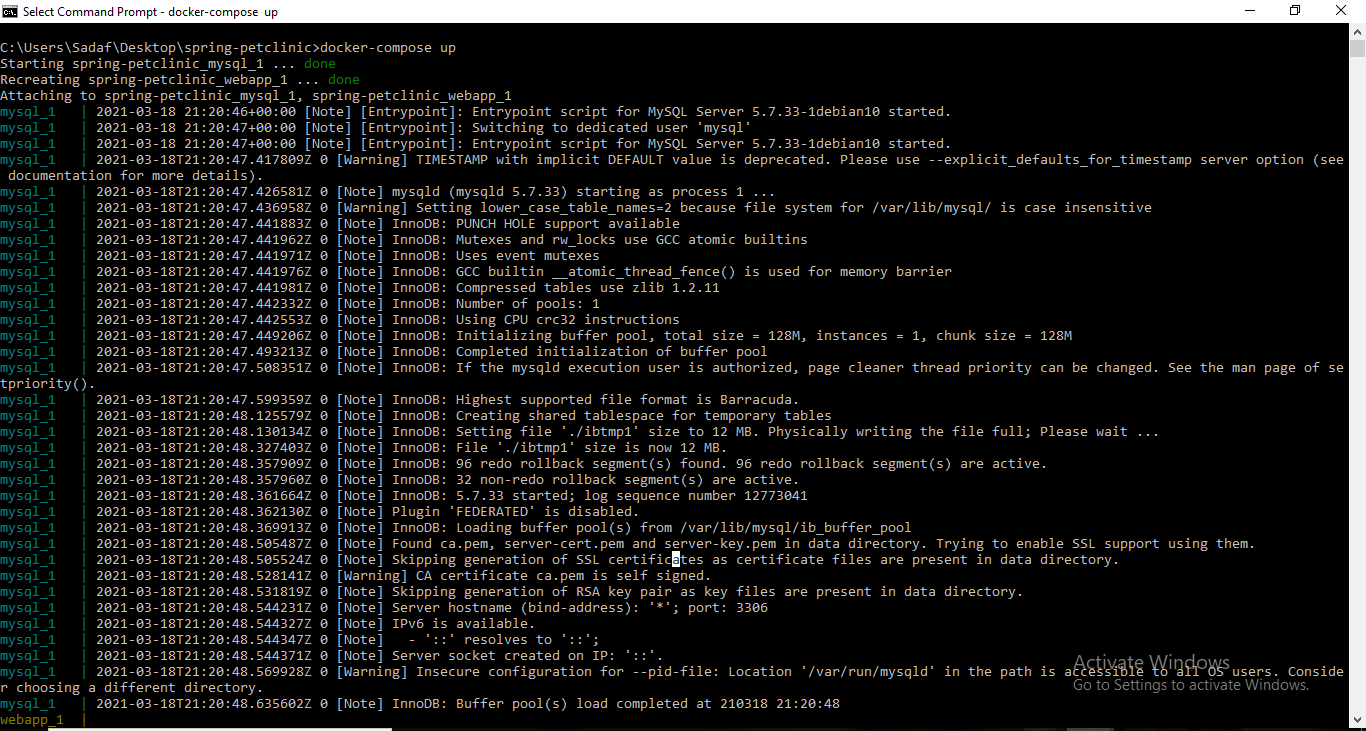 Select Command Prompt - docker-compose up
C:\Users\Sadaf\Desktop\spring-petclinic>docker-compose up
Starting spring-petclinic_mysql_1 ... done
Recreating spring-petclinic_webapp_1 ... done
Attaching to spring-petclinic_mysql_1, spring-petclinic_webapp_1
mysql_1   | 2021-03-18 21:20:46+00:00 [Note] [Entrypoint]: Entrypoint script for MySQL Server 5.7.33-1debian10 started.
mysql_1   | 2021-03-18 21:20:47+00:00 [Note] [Entrypoint]: Switching to dedicated user 'mysql'
mysql_1   | 2021-03-18 21:20:47+00:00 [Note] [Entrypoint]: Entrypoint script for MySQL Server 5.7.33-1debian10 started.
mysql_1   | 2021-03-18T21:20:47.417809Z 0 [Warning] TIMESTAMP with implicit DEFAULT value is deprecated. Please use --explicit_defaults_for_timestamp server option (see
 documentation for more details).
mysql_1   | 2021-03-18T21:20:47.426581Z 0 [Note] mysqld (mysqld 5.7.33) starting as process 1 ...
mysql_1   | 2021-03-18T21:20:47.436958Z 0 [Warning] Setting lower_case_table_names=2 because file system for /var/lib/mysql/ is case insensitive
mysql_1   | 2021-03-18T21:20:47.441883Z 0 [Note] InnoDB: PUNCH HOLE support available
mysql_1   | 2021-03-18T21:20:47.441962Z 0 [Note] InnoDB: Mutexes and rw_locks use GCC atomic builtins
mysql_1   | 2021-03-18T21:20:47.441971Z 0 [Note] InnoDB: Uses event mutexes
mysql_1   | 2021-03-18T21:20:47.441976Z 0 [Note] InnoDB: GCC builtin __atomic_thread_fence() is used for memory barrier
mysql_1   | 2021-03-18T21:20:47.441981Z 0 [Note] InnoDB: Compressed tables use zlib 1.2.11
mysql_1   | 2021-03-18T21:20:47.442332Z 0 [Note] InnoDB: Number of pools: 1
mysql_1   | 2021-03-18T21:20:47.442553Z 0 [Note] InnoDB: Using CPU crc32 instructions
mysql_1   | 2021-03-18T21:20:47.449206Z 0 [Note] InnoDB: Initializing buffer pool, total size = 128M, instances = 1, chunk size = 128M
mysql_1   | 2021-03-18T21:20:47.493213Z 0 [Note] InnoDB: Completed initialization of buffer pool
mysql_1   | 2021-03-18T21:20:47.508351Z 0 [Note] InnoDB: If the mysqld execution user is authorized, page cleaner thread priority can be changed. See the man page of se
tpriority().
mysql_1   | 2021-03-18T21:20:47.599359Z 0 [Note] InnoDB: Highest supported file format is Barracuda.
mysql_1   | 2021-03-18T21:20:48.125579Z 0 [Note] InnoDB: Creating shared tablespace for temporary tables
mysql_1   | 2021-03-18T21:20:48.130134Z 0 [Note] InnoDB: Setting file './ibtmp1' size to 12 MB. Physically writing the file full; Please wait ...
mysql_1   | 2021-03-18T21:20:48.327403Z 0 [Note] InnoDB: File './ibtmp1' size is now 12 MB.
mysql_1   | 2021-03-18T21:20:48.357909Z 0 [Note] InnoDB: 96 redo rollback segment(s) found. 96 redo rollback segment(s) are active.
mysql_1   | 2021-03-18T21:20:48.357960Z 0 [Note] InnoDB: 32 non-redo rollback segment(s) are active.
mysql_1   | 2021-03-18T21:20:48.361664Z 0 [Note] InnoDB: 5.7.33 started; log sequence number 12773041
mysql_1   | 2021-03-18T21:20:48.362130Z 0 [Note] Plugin 'FEDERATED' is disabled.
mysql_1   | 2021-03-18T21:20:48.369913Z 0 [Note] InnoDB: Loading buffer pool(s) from /var/lib/mysql/ib_buffer_pool
mysql_1   | 2021-03-18T21:20:48.505487Z 0 [Note] Found ca.pem, server-cert.pem and server-key.pem in data directory. Trying to enable SSL support using them.
mysql_1   | 2021-03-18T21:20:48.505524Z 0 [Note] Skipping generation of SSL certificates as certificate files are present in data directory.
mysql_1   | 2021-03-18T21:20:48.528141Z 0 [Warning] CA certificate ca.pem is self signed.
mysql_1   | 2021-03-18T21:20:48.531819Z 0 [Note] Skipping generation of RSA key pair as key files are present in data directory.
mysql_1   | 2021-03-18T21:20:48.544231Z 0 [Note] Server hostname (bind-address): '*'; port: 3306
mysql_1   | 2021-03-18T21:20:48.544327Z 0 [Note] IPv6 is available.
mysql_1   | 2021-03-18T21:20:48.544347Z 0 [Note]   - '::' resolves to '::';
mysql_1   | 2021-03-18T21:20:48.544371Z 0 [Note] Server socket created on IP: '::'.
mysql_1   | 2021-03-18T21:20:48.569928Z 0 [Warning] Insecure configuration for --pid-file: Location '/var/run/mysqld' in the path is accessible to all OS users. Conside
r choosing a different directory.
mysql_1   | 2021-03-18T21:20:48.635602Z 0 [Note] InnoDB: Buffer pool(s) load completed at 210318 21:20:48
webapp_1  |
Activate Windows
Go to Settings to activate Windows.